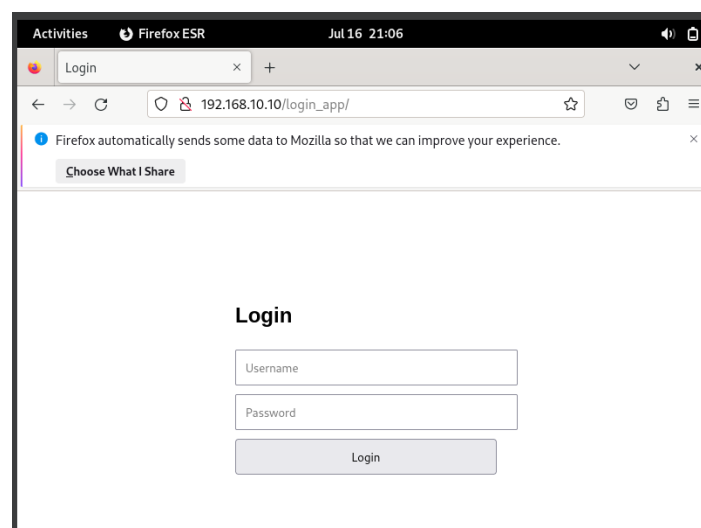 Activities Firefox ESR Jul 16 21:06
Login
192.168.10.10/login_app/
Firefox automatically sends some data to Mozilla so that we can improve your experience.
Choose What I Share
Login
Username
Password
Login